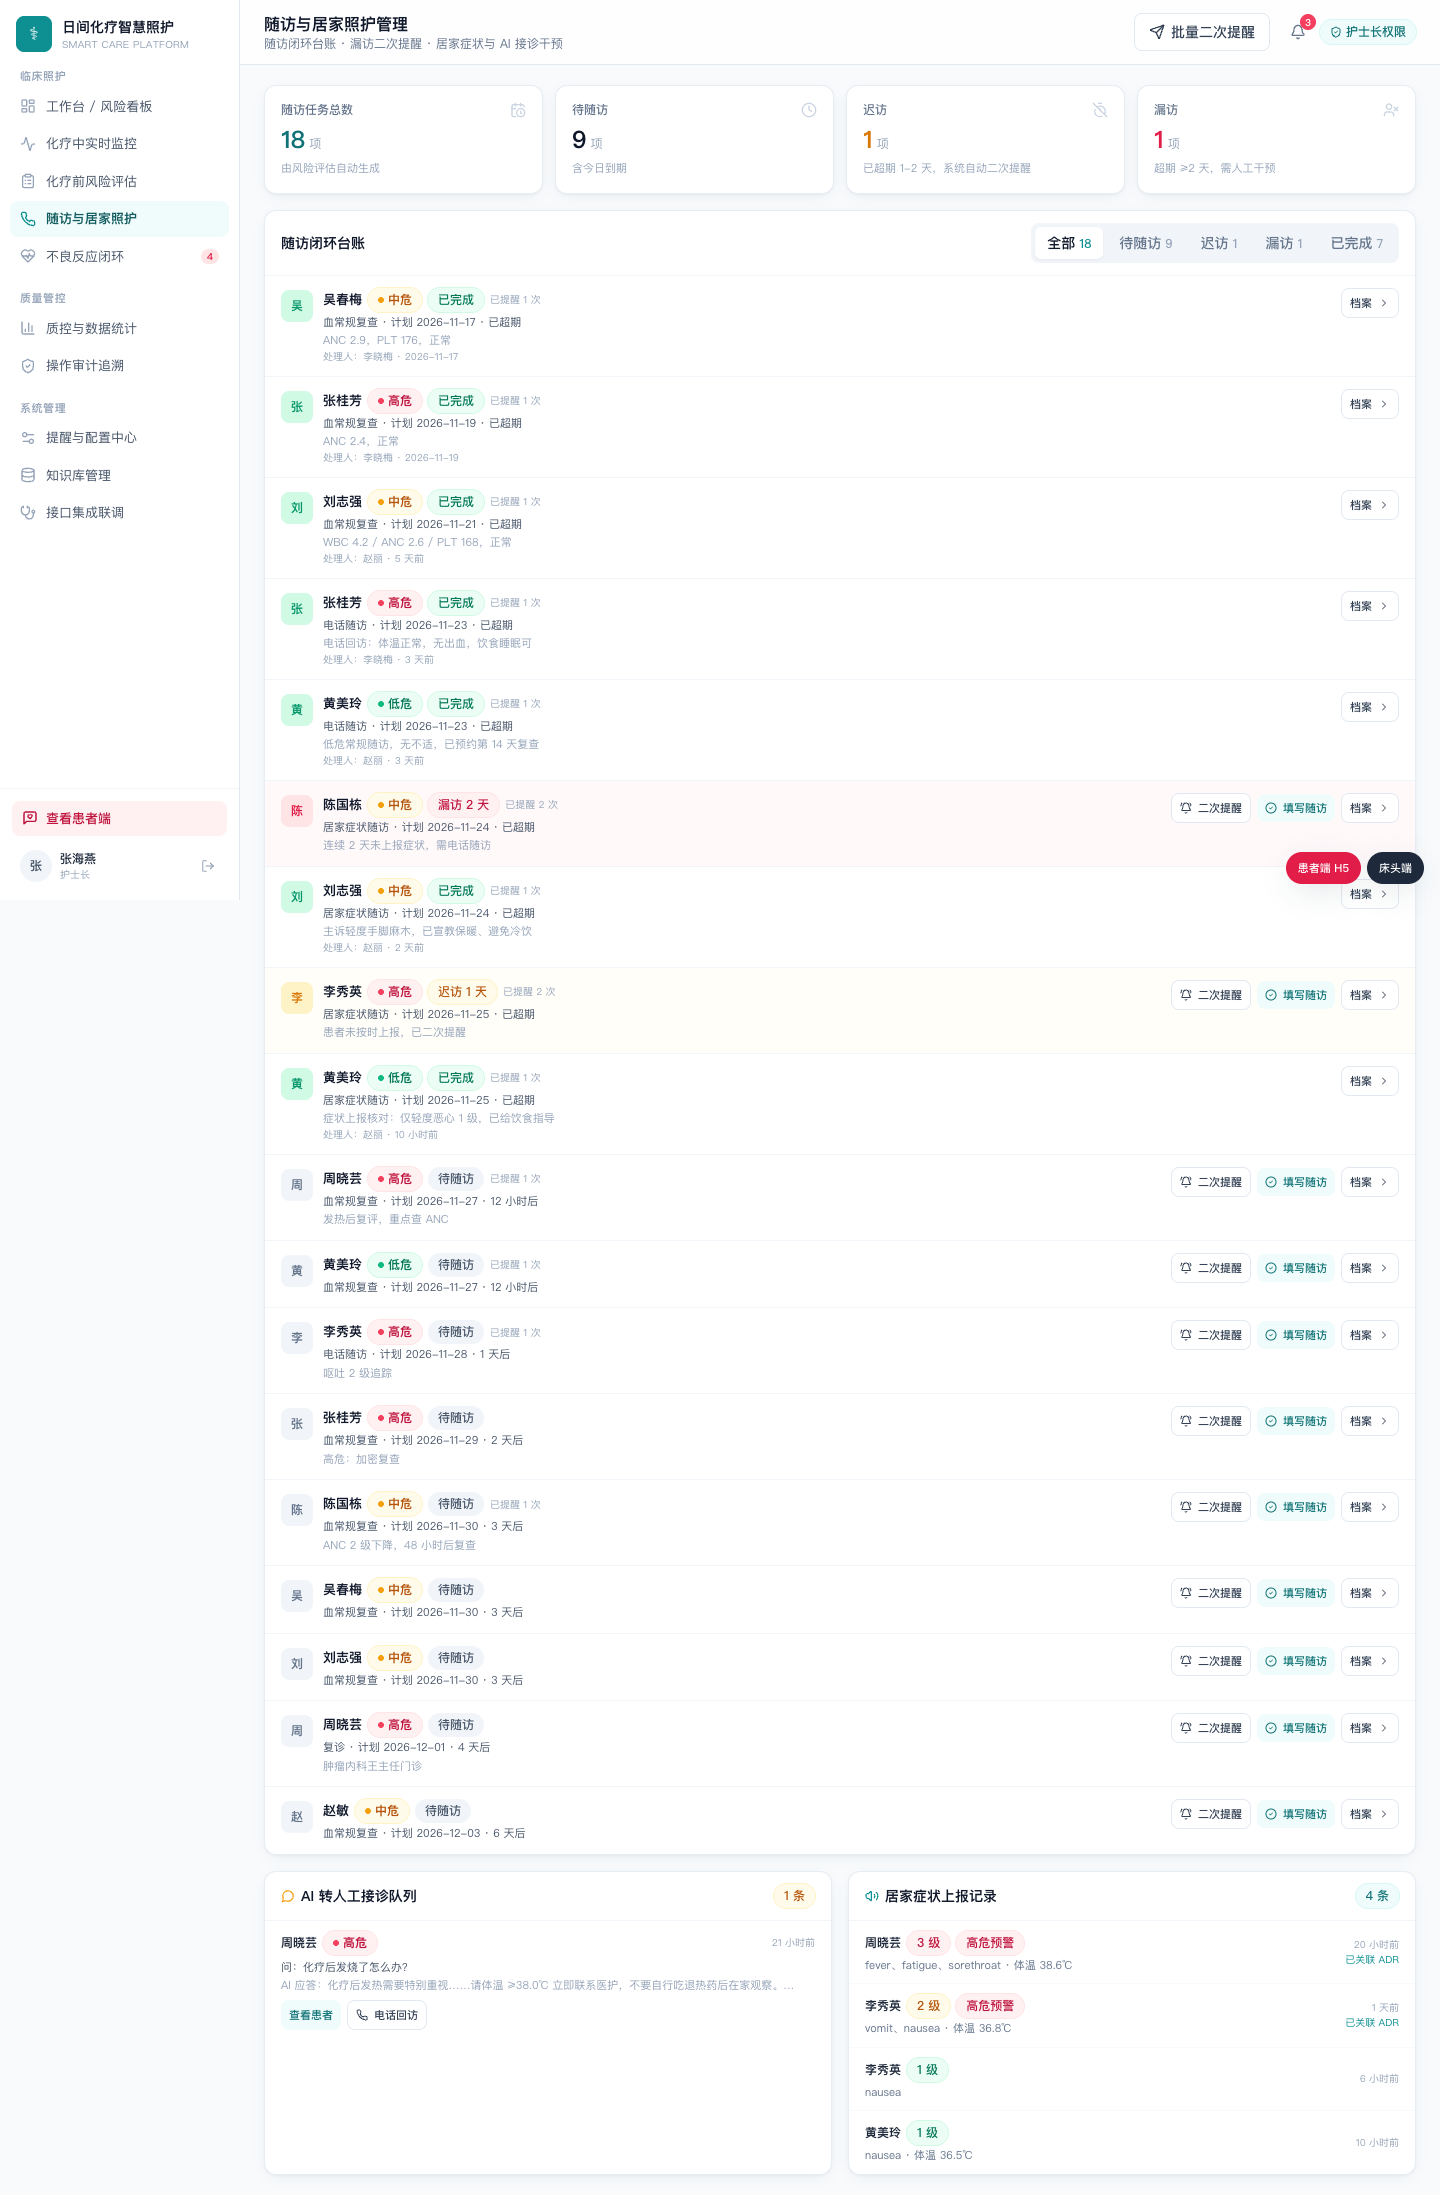 日间化疗智慧照护
SMART CARE PLATFORM
临床照护
工作台 / 风险看板
化疗中实时监控
化疗前风险评估
随访与居家照护
不良反应闭环 4
质量管控
质控与数据统计
操作审计追溯
系统管理
提醒与配置中心
知识库管理
接口集成联调
查看患者端
张 张海燕
护士长
随访与居家照护管理
随访闭环台账 · 漏访二次提醒 · 居家症状与 AI 接诊干预
批量二次提醒 3 护士长权限
随访任务总数
18 项
由风险评估自动生成
待随访
9 项
含今日到期
迟访
1 项
已超期 1-2 天，系统自动二次提醒
漏访
1 项
超期 ≥2 天，需人工干预
随访闭环台账
全部 18 待随访 9 迟访 1 漏访 1 已完成 7
吴 吴春梅 中危 已完成 已提醒 1 次 档案
血常规复查 · 计划 2026-11-17 · 已超期
ANC 2.9，PLT 176，正常
处理人：李晓梅 · 2026-11-17
张 张桂芳 高危 已完成 已提醒 1 次 档案
血常规复查 · 计划 2026-11-19 · 已超期
ANC 2.4，正常
处理人：李晓梅 · 2026-11-19
刘 刘志强 中危 已完成 已提醒 1 次 档案
血常规复查 · 计划 2026-11-21 · 已超期
WBC 4.2 / ANC 2.6 / PLT 168，正常
处理人：赵丽 · 5 天前
张 张桂芳 高危 已完成 已提醒 1 次 档案
电话随访 · 计划 2026-11-23 · 已超期
电话回访：体温正常，无出血，饮食睡眠可
处理人：李晓梅 · 3 天前
黄 黄美玲 低危 已完成 已提醒 1 次 档案
电话随访 · 计划 2026-11-23 · 已超期
低危常规随访，无不适，已预约第 14 天复查
处理人：赵丽 · 3 天前
陈 陈国栋 中危 漏访 2 天 已提醒 2 次 二次提醒 填写随访 档案
居家症状随访 · 计划 2026-11-24 · 已超期
连续 2 天未上报症状，需电话随访
患者端 H5 床头端
刘 刘志强 中危 已完成 已提醒 1 次 档案
居家症状随访 · 计划 2026-11-24 · 已超期
主诉轻度手脚麻木，已宣教保暖、避免冷饮
处理人：赵丽 · 2 天前
李 李秀英 高危 迟访 1 天 已提醒 2 次 二次提醒 填写随访 档案
居家症状随访 · 计划 2026-11-25 · 已超期
患者未按时上报，已二次提醒
黄 黄美玲 低危 已完成 已提醒 1 次 档案
居家症状随访 · 计划 2026-11-25 · 已超期
症状上报核对：仅轻度恶心 1 级，已给饮食指导
处理人：赵丽 · 10 小时前
周 周晓芸 高危 待随访 已提醒 1 次 二次提醒 填写随访 档案
血常规复查 · 计划 2026-11-27 · 12 小时后
发热后复评，重点查 ANC
黄 黄美玲 低危 待随访 已提醒 1 次 二次提醒 填写随访 档案
血常规复查 · 计划 2026-11-27 · 12 小时后
李 李秀英 高危 待随访 已提醒 1 次 二次提醒 填写随访 档案
电话随访 · 计划 2026-11-28 · 1 天后
呕吐 2 级追踪
张 张桂芳 高危 待随访 二次提醒 填写随访 档案
血常规复查 · 计划 2026-11-29 · 2 天后
高危：加密复查
陈 陈国栋 中危 待随访 已提醒 1 次 二次提醒 填写随访 档案
血常规复查 · 计划 2026-11-30 · 3 天后
ANC 2 级下降，48 小时后复查
吴 吴春梅 中危 待随访 二次提醒 填写随访 档案
血常规复查 · 计划 2026-11-30 · 3 天后
刘 刘志强 中危 待随访 二次提醒 填写随访 档案
血常规复查 · 计划 2026-11-30 · 3 天后
周 周晓芸 高危 待随访 二次提醒 填写随访 档案
复诊 · 计划 2026-12-01 · 4 天后
肿瘤内科王主任门诊
赵 赵敏 中危 待随访 二次提醒 填写随访 档案
血常规复查 · 计划 2026-12-03 · 6 天后
AI 转人工接诊队列 1 条
周晓芸 高危 21 小时前
问：化疗后发烧了怎么办？
AI 应答：化疗后发热需要特别重视……请体温 ≥38.0℃ 立即联系医护，不要自行吃退热药后在家观察。…
查看患者 电话回访
居家症状上报记录 4 条
周晓芸 3 级 高危预警 20 小时前
fever、fatigue、sorethroat · 体温 38.6℃ 已关联 ADR
李秀英 2 级 高危预警 1 天前
vomit、nausea · 体温 36.8℃ 已关联 ADR
李秀英 1 级 6 小时前
nausea
黄美玲 1 级 10 小时前
nausea · 体温 36.5℃